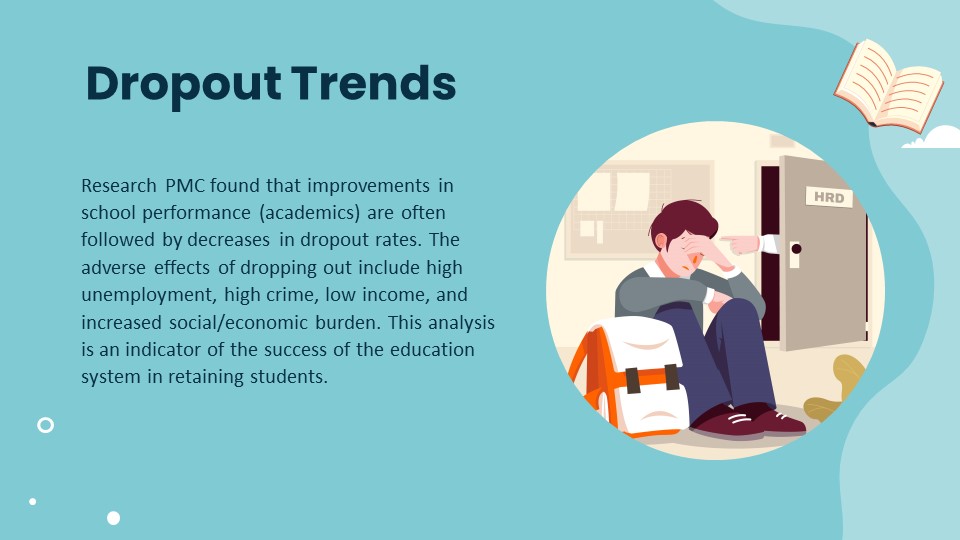 Dropout Trends
Research PMC found that improvements in
school performance (academics) are often
followed by decreases in dropout rates. The
adverse effects of dropping out include high
unemployment, high crime, low income, and
increased social/economic burden. This analysis
is an indicator of the success of the education
system in retaining students.
HRD